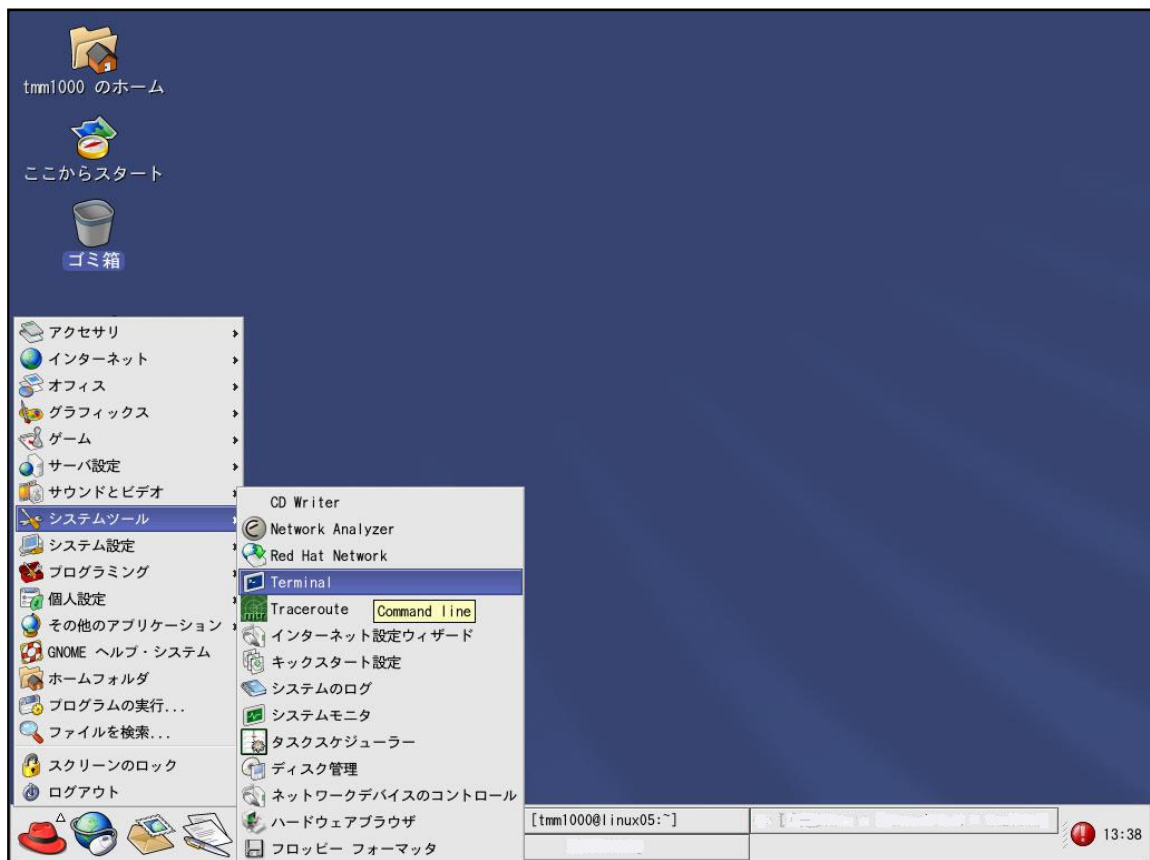 tmm1000 のホーム
ここからスタート
ゴミ箱
アクセサリ
インターネット
オフィス
グラフィックス
ゲーム
サーバ設定
サウンドとビデオ
システムツール
システム設定
プログラミング
個人設定
その他のアプリケーション
GNOME ヘルプ・システム
ホームフォルダ
プログラムの実行...
ファイルを検索...
スクリーンのロック
ログアウト
CD Writer
Network Analyzer
Red Hat Network
Terminal
Traceroute
Command line
インターネット設定ウィザード
キックスタート設定
システムのログ
システムモニタ
タスクスケジューラー
ディスク管理
ネットワークデバイスのコントロール
ハードウェアブラウザ
フロッピー フォーマッタ
[tmm1000@linux05:~]
13:38